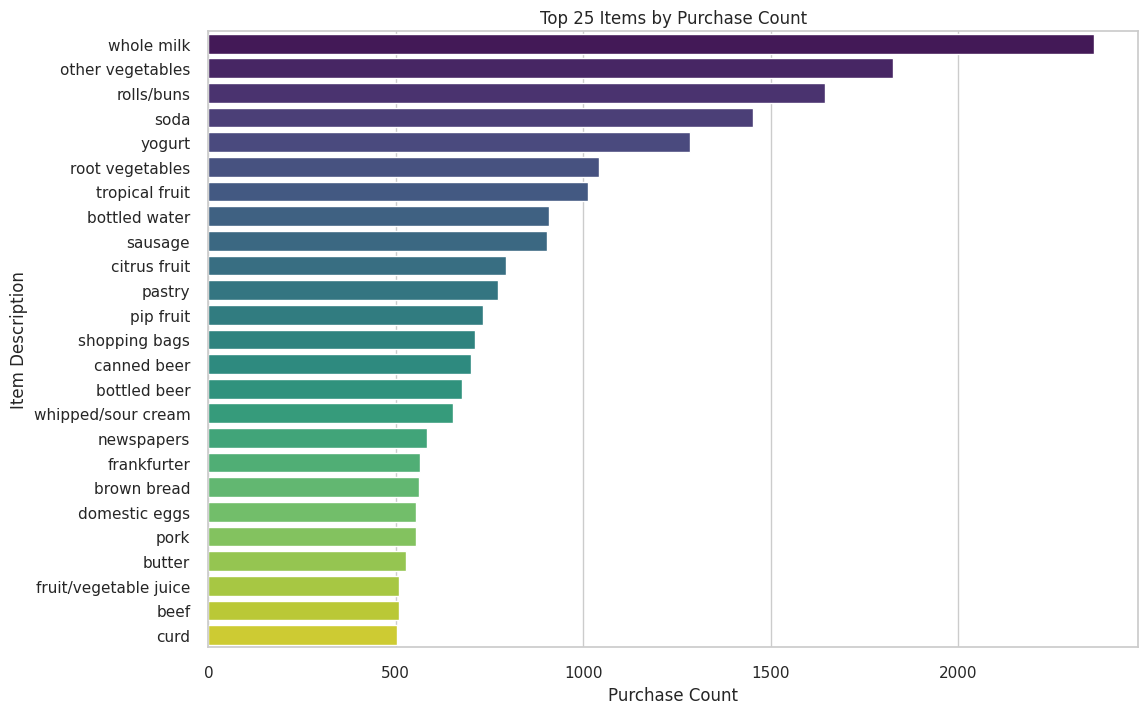 Top 25 Items by Purchase Count
whole milk
other vegetables
rolls/buns
soda
yogurt
root vegetables
tropical fruit
bottled water
sausage
citrus fruit
pastry
pip fruit
shopping bags
canned beer
bottled beer
whipped/sour cream
newspapers
frankfurter
brown bread
domestic eggs
pork
butter
fruit/vegetable juice
beef
curd
Item Description
0 500 1000 1500 2000
Purchase Count